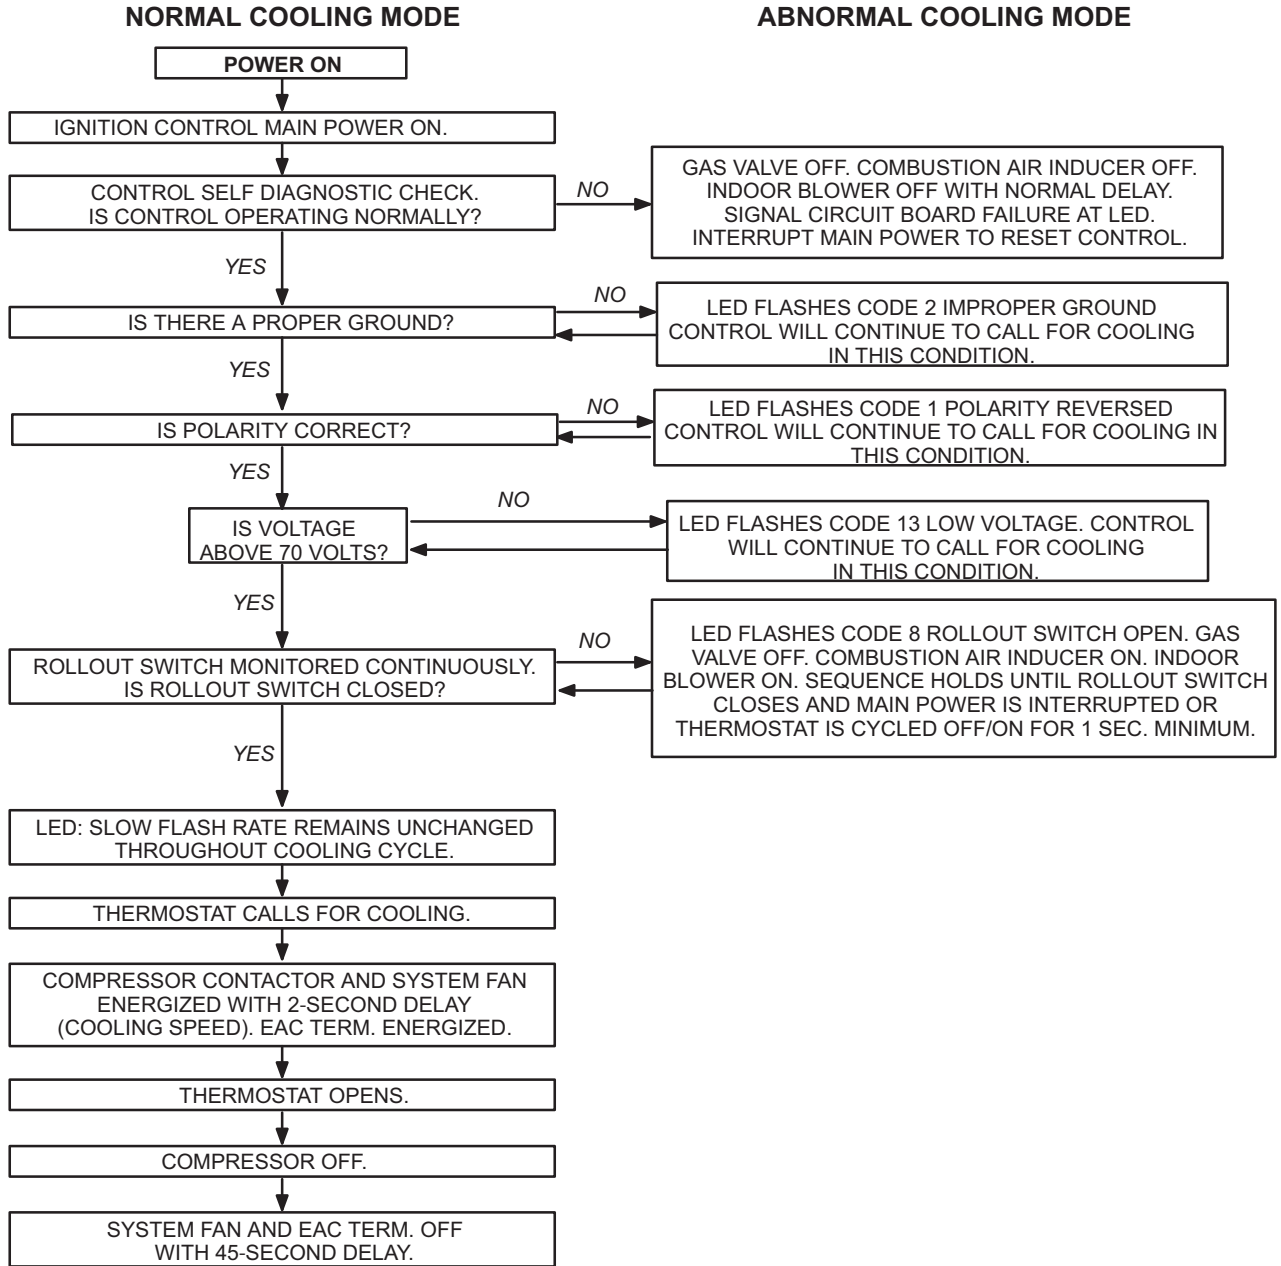 NORMAL COOLING MODE
ABNORMAL COOLING MODE
POWER ON
IGNITION CONTROL MAIN POWER ON.
CONTROL SELF DIAGNOSTIC CHECK.
IS CONTROL OPERATING NORMALLY?
NO
GAS VALVE OFF. COMBUSTION AIR INDUCER OFF.
INDOOR BLOWER OFF WITH NORMAL DELAY.
SIGNAL CIRCUIT BOARD FAILURE AT LED.
INTERRUPT MAIN POWER TO RESET CONTROL.
YES
IS THERE A PROPER GROUND?
NO
LED FLASHES CODE 2 IMPROPER GROUND
CONTROL WILL CONTINUE TO CALL FOR COOLING
IN THIS CONDITION.
YES
IS POLARITY CORRECT?
NO
LED FLASHES CODE 1 POLARITY REVERSED
CONTROL WILL CONTINUE TO CALL FOR COOLING IN
THIS CONDITION.
YES
IS VOLTAGE
ABOVE 70 VOLTS?
NO
LED FLASHES CODE 13 LOW VOLTAGE. CONTROL
WILL CONTINUE TO CALL FOR COOLING
IN THIS CONDITION.
YES
ROLLOUT SWITCH MONITORED CONTINUOUSLY.
IS ROLLOUT SWITCH CLOSED?
NO
LED FLASHES CODE 8 ROLLOUT SWITCH OPEN. GAS
VALVE OFF. COMBUSTION AIR INDUCER ON. INDOOR
BLOWER ON. SEQUENCE HOLDS UNTIL ROLLOUT SWITCH
CLOSES AND MAIN POWER IS INTERRUPTED OR
THERMOSTAT IS CYCLED OFF/ON FOR 1 SEC. MINIMUM.
YES
LED: SLOW FLASH RATE REMAINS UNCHANGED
THROUGHOUT COOLING CYCLE.
THERMOSTAT CALLS FOR COOLING.
COMPRESSOR CONTACTOR AND SYSTEM FAN
ENERGIZED WITH 2-SECOND DELAY
(COOLING SPEED). EAC TERM. ENERGIZED.
THERMOSTAT OPENS.
COMPRESSOR OFF.
SYSTEM FAN AND EAC TERM. OFF
WITH 45-SECOND DELAY.